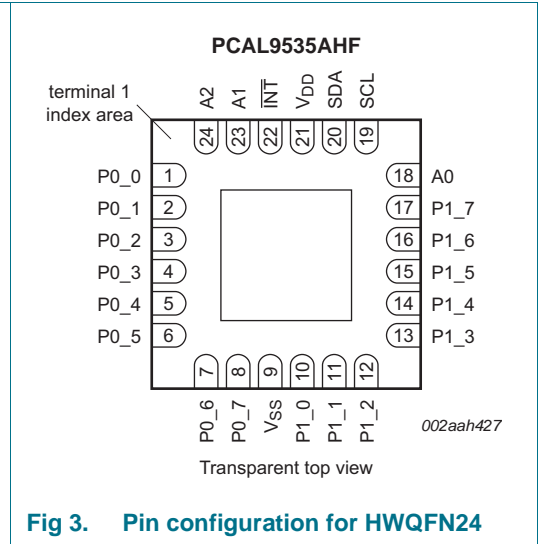 PCAL9535AHF
terminal 1
index area
A2
A1
INT
VDD
SDA
SCL
24
23
22
21
20
19
P0_0 1
P0_1 2
P0_2 3
P0_3 4
P0_4 5
P0_5 6
18 A0
17 P1_7
16 P1_6
15 P1_5
14 P1_4
13 P1_3
7
8
9
10
11
12
P0_6
P0_7
VSS
P1_0
P1_1
P1_2
002aah427
Transparent top view
Fig 3. Pin configuration for HWQFN24